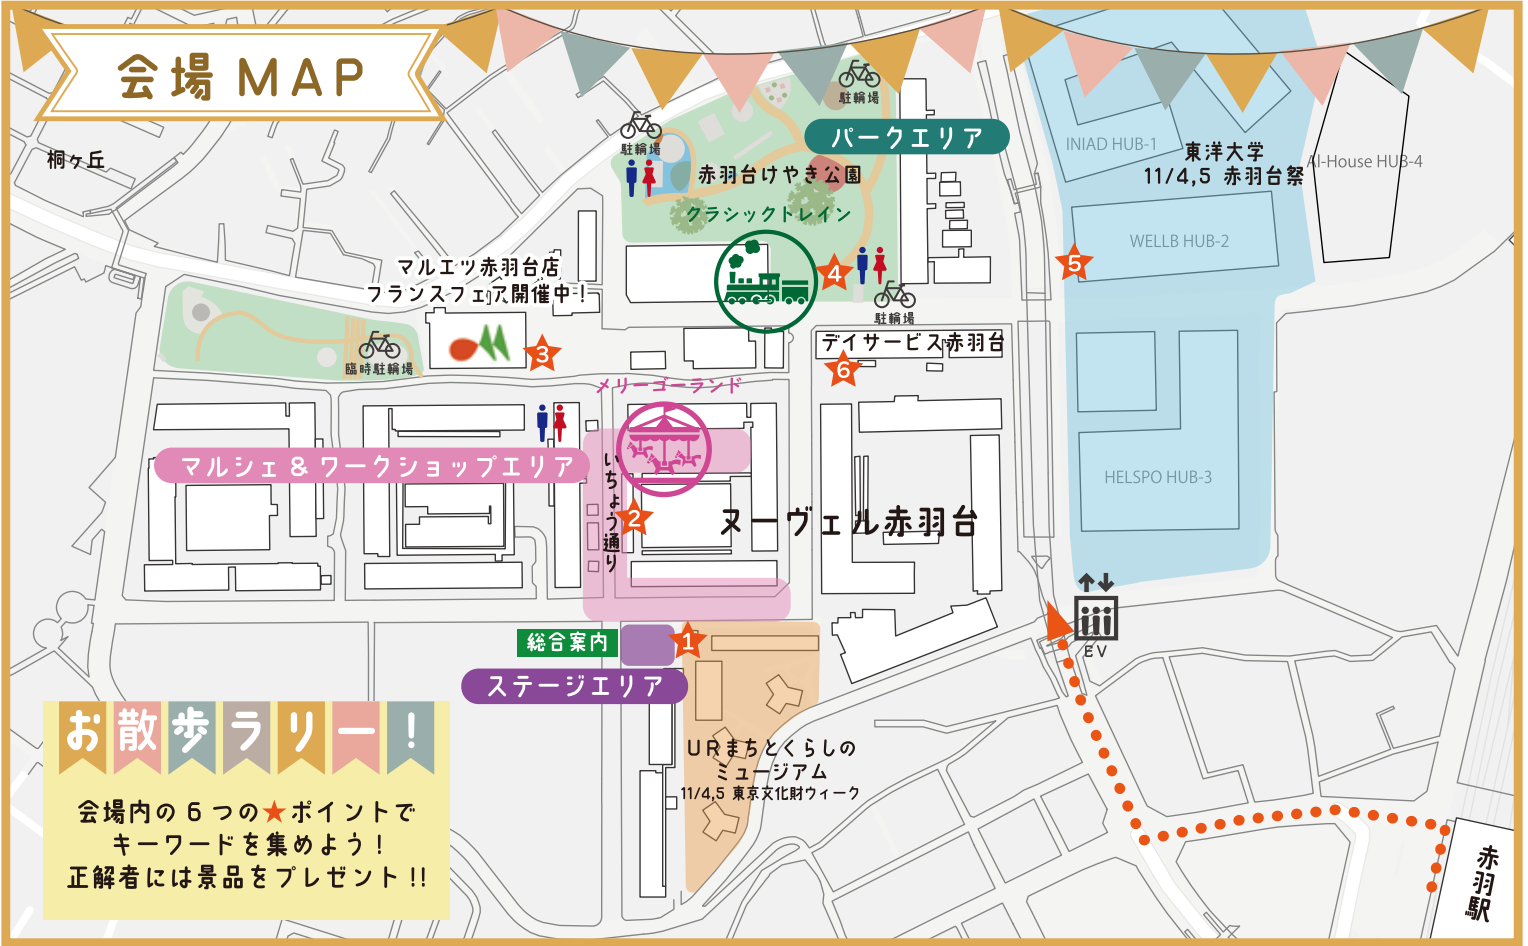 会場 MAP
桐ヶ丘
駐輪場
駐輪場
パークエリア
赤羽台けやき公園
クラシックトレイン
INIAD HUB-1
東洋大学
11/4,5 赤羽台祭
AI-House HUB-4
WELLB HUB-2
5
4
マルエツ赤羽台店
フランスフェア開催中！
駐輪場
臨時駐輪場
3
デイサービス赤羽台
6
メリーゴーランド
マルシェ & ワークショップエリア
いちょう通り
2
ヌーヴェル赤羽台
HELSPO HUB-3
EV
総合案内
1
ステージエリア
URまちとくらしの
ミュージアム
11/4,5 東京文化財ウィーク
お散歩ラリー！
会場内の6つの★ポイントで
キーワードを集めよう！
正解者には景品をプレゼント!!
赤羽駅